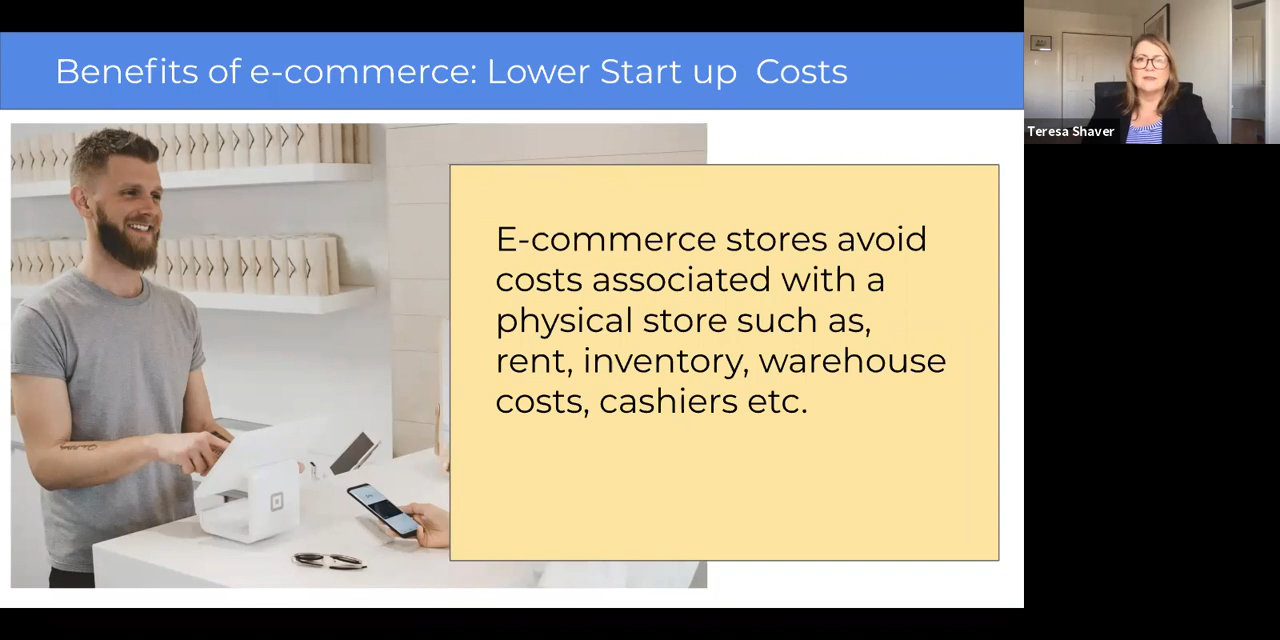 Benefits of e-commerce: Lower Start up  Costs
Teresa Shaver
E-commerce stores avoid
costs associated with a
physical store such as,
rent, inventory, warehouse
costs, cashiers etc.